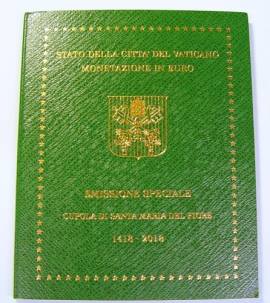 STATO DELLA CITTA' DEL VATICANO
MONETAZIONE IN EURO
EMISSIONE SPECIALE
CUPOLA DI SANTA MARIA DEL FIORE
1418 - 2018